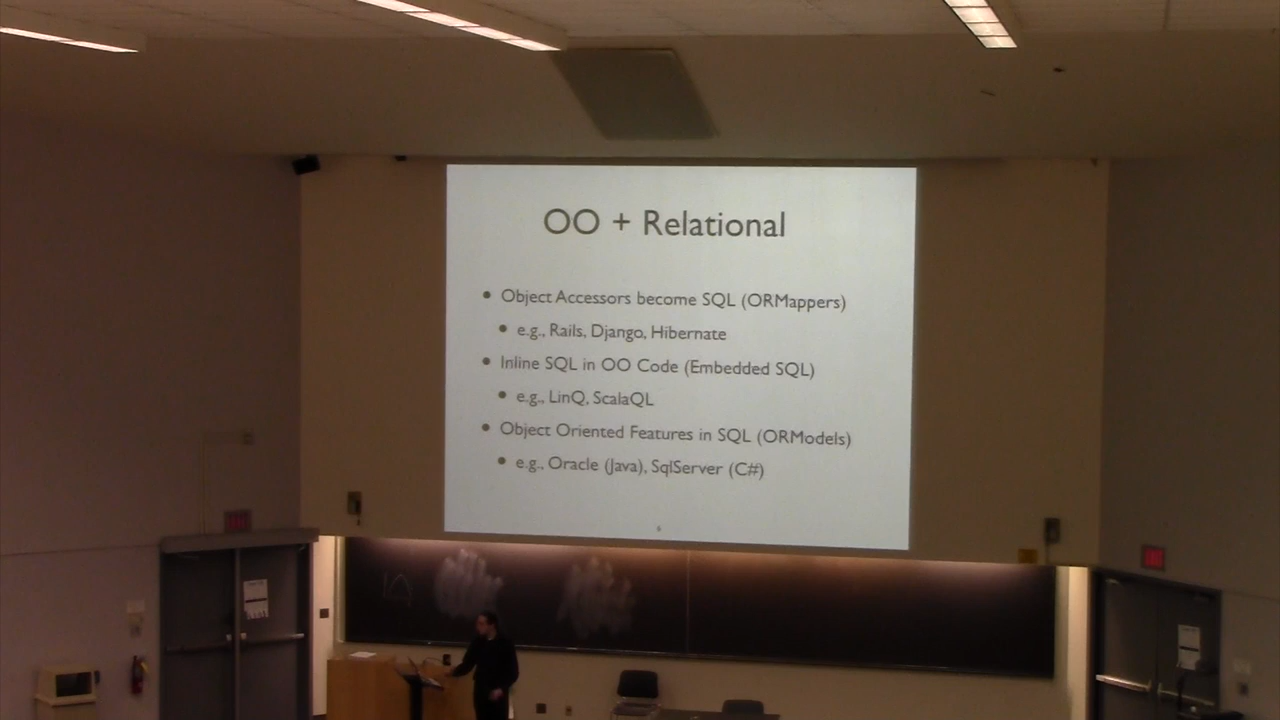 OO + Relational
• Object Accessors become SQL (ORMappers)
• e.g., Rails, Django, Hibernate
• Inline SQL in OO Code (Embedded SQL)
• e.g., LinQ, ScalaQL
• Object Oriented Features in SQL (ORModels)
• e.g., Oracle (Java), SqlServer (C#)